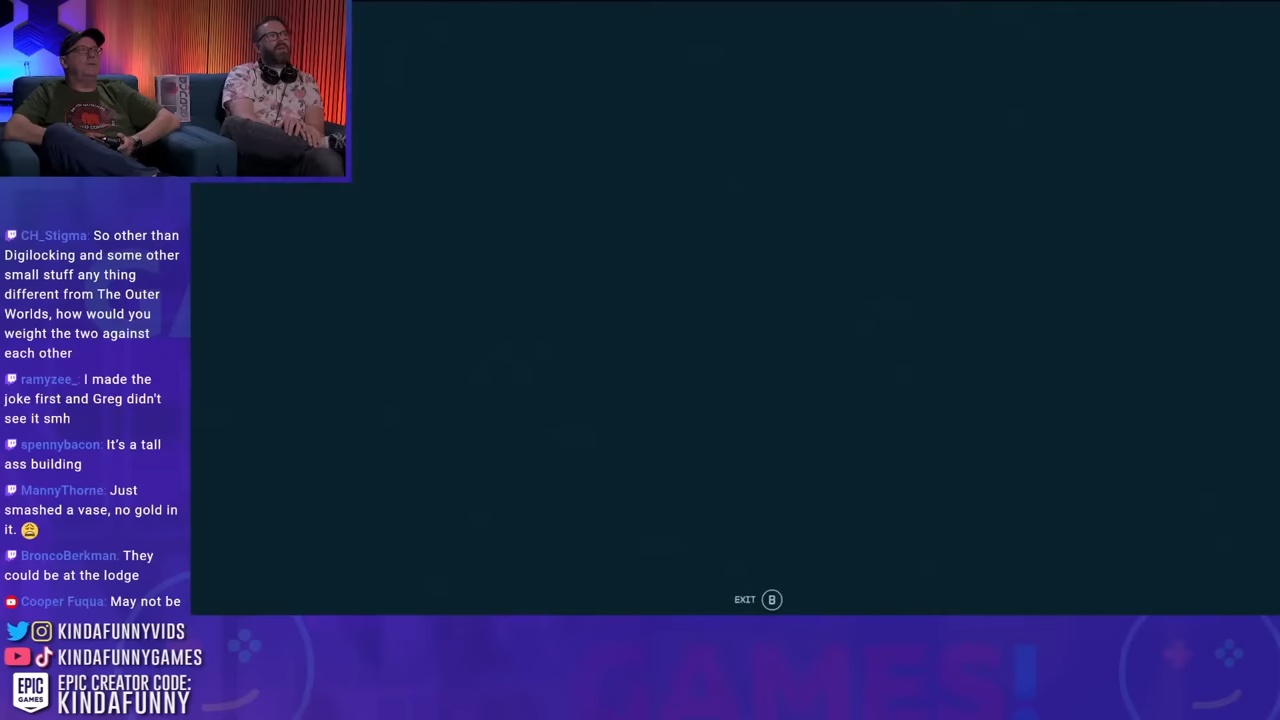 CH_Stigma: So other than
Digilocking and some other
small stuff any thing
different from The Outer
Worlds, how would you
weight the two against
each other
ramyzee_: I made the
joke first and Greg didn't
see it smh
spennybacon: It's a tall
ass building
MannyThorne: Just
smashed a vase, no gold in
it. 😩
BroncoBerkman: They
could be at the lodge
Cooper Fuqua: May not be
EXIT B
KINDAFUNNYVIDS
KINDAFUNNYGAMES
EPIC GAMES
EPIC CREATOR CODE:
KINDAFUNNY
GAMES!